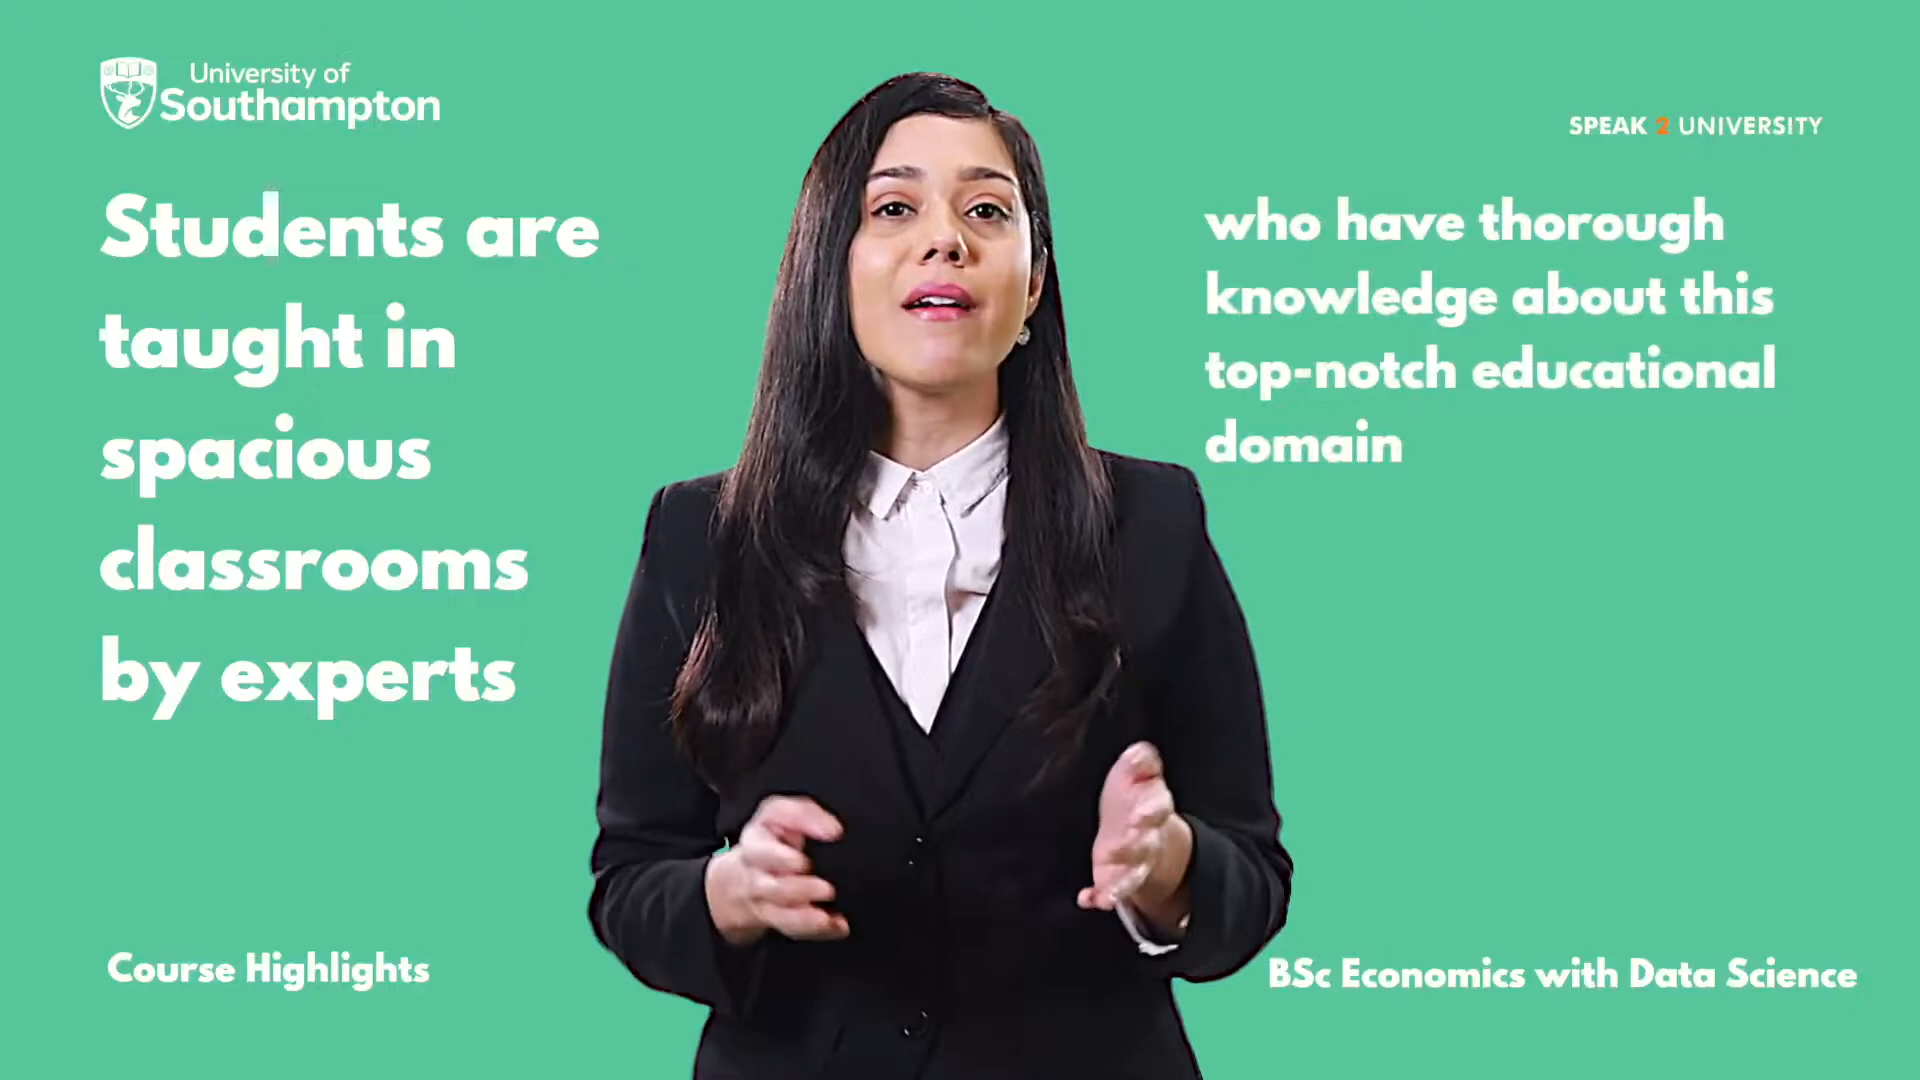 University of
Southampton
SPEAK 2 UNIVERSITY
Students are
taught in
spacious
classrooms
by experts
who have thorough
knowledge about this
top-notch educational
domain
Course Highlights
BSc Economics with Data Science